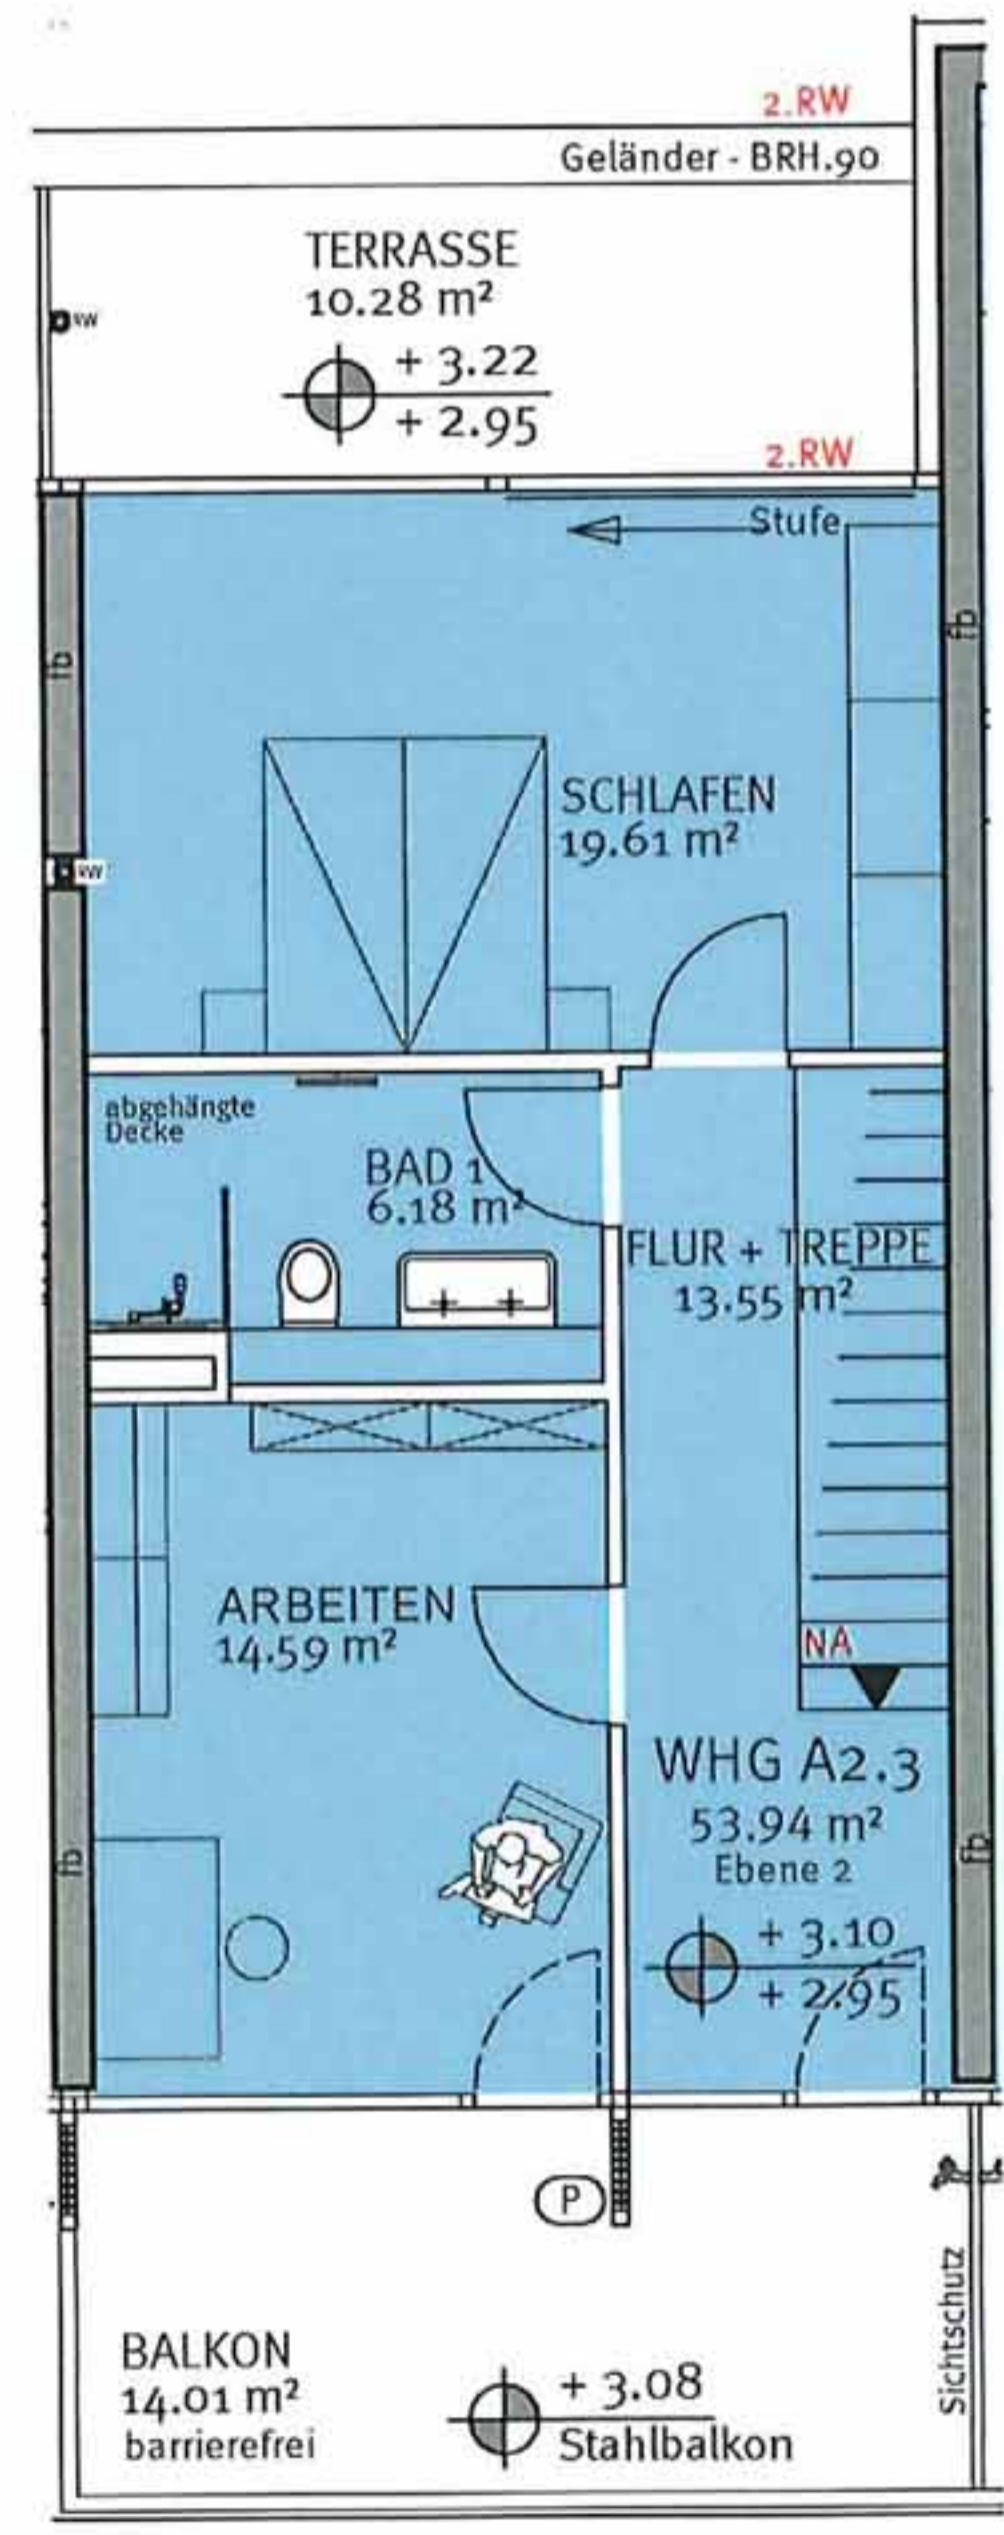 2.RW
Geländer - BRH.90
TERRASSE
10.28 m²
RW
+ 3.22
+ 2.95
2.RW
Stufe
fb
fb
SCHLAFEN
19.61 m²
RW
abgehängte
Decke
BAD 1
6.18 m²
FLUR + TREPPE
13.55 m²
ARBEITEN
14.59 m²
NA
WHG A2.3
53.94 m²
Ebene 2
fb
fb
+ 3.10
+ 2.95
P
Sichtschutz
BALKON
14.01 m²
barrierefrei
+ 3.08
Stahlbalkon